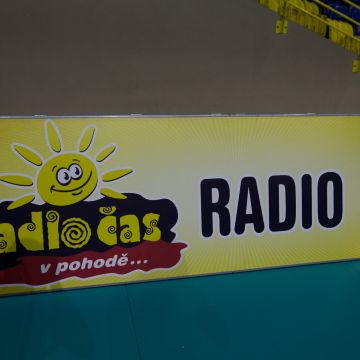 adio čas
v pohodě...
RADIO